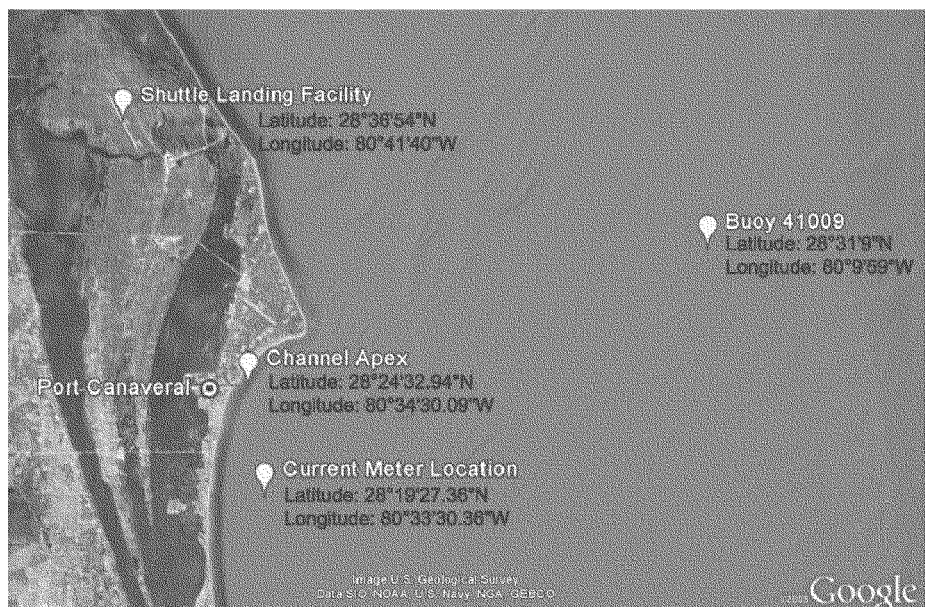 Shuttle Landing Facility
Latitude: 28°36'54"N
Longitude: 80°41'40"W
Buoy 41009
Latitude: 28°31'9"N
Longitude: 80°9'59"W
Channel Apex
Latitude: 28°24'32.94"N
Longitude: 80°34'30.09"W
Port Canaveral
Current Meter Location
Latitude: 28°19'27.36"N
Longitude: 80°33'30.36"W
Image U.S. Geological Survey
Data SIO, NOAA, U.S. Navy, NGA, GEBCO
Google